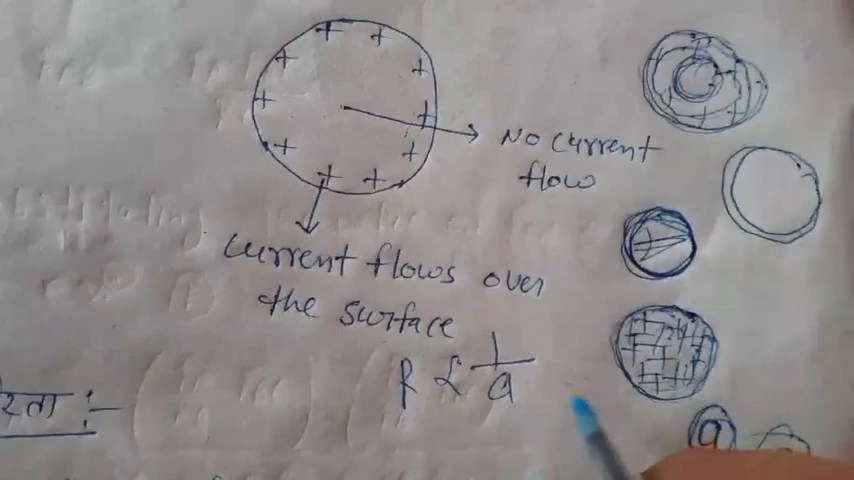 No current
flow
current flows over
the surface
R ∝ 1/a
रता :-
a